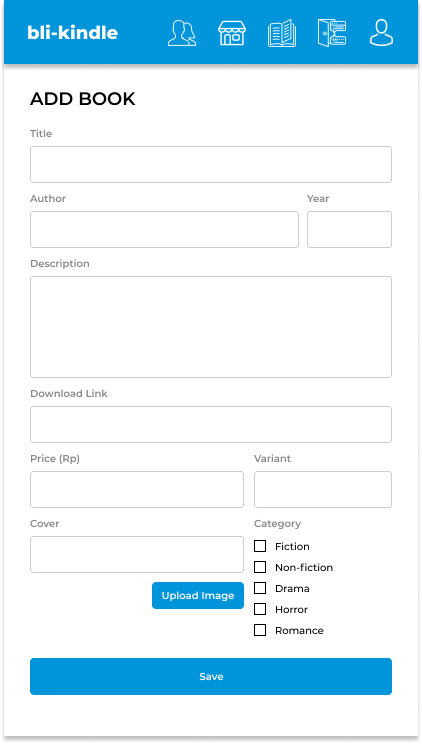 bli-kindle
ADD BOOK
Title
Author Year
Description
Download Link
Price (Rp) Variant
Cover Category
Fiction
Non-fiction
Drama
Horror
Romance
Upload Image
Save